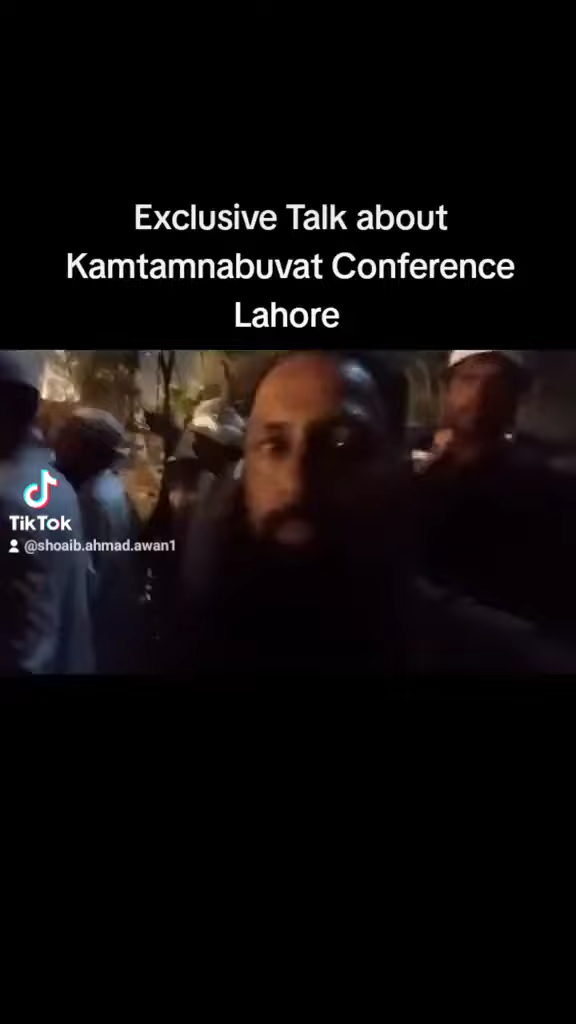 Exclusive Talk about
Kamtamnabuvat Conference
Lahore
TikTok
@shoaib.ahmad.awan1